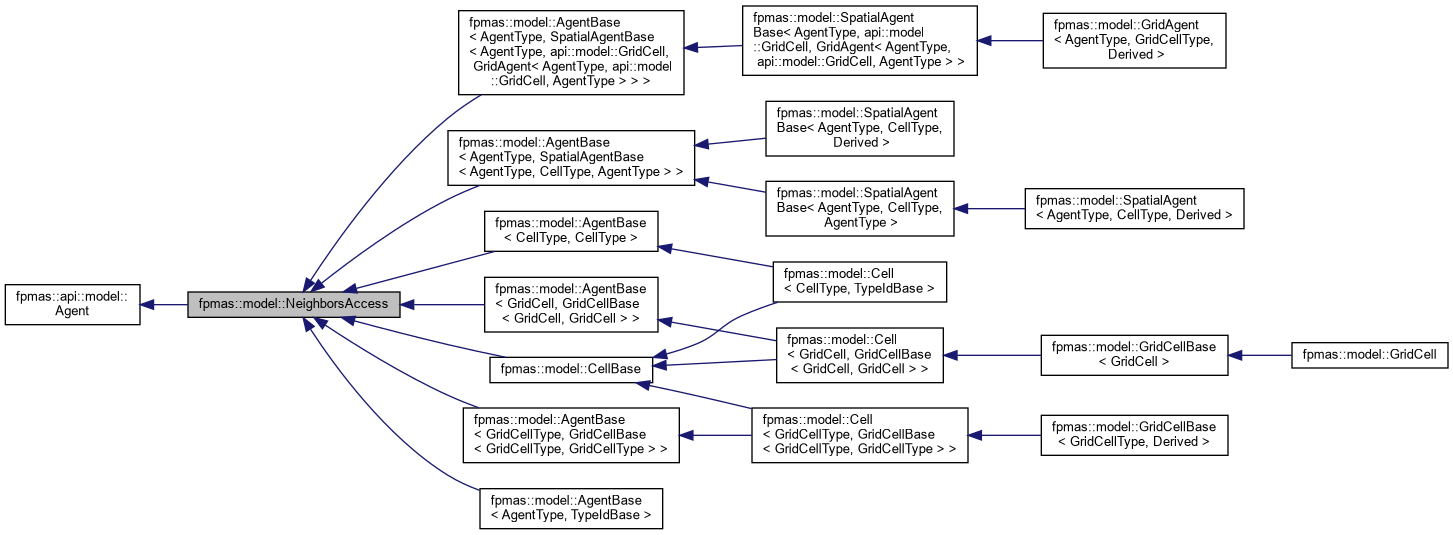 fpmas::api::model::
Agent
fpmas::model::NeighborsAccess
fpmas::model::AgentBase
< AgentType, SpatialAgentBase
< AgentType, api::model::GridCell,
GridAgent< AgentType, api::model
::GridCell, AgentType > > >
fpmas::model::AgentBase
< AgentType, SpatialAgentBase
< AgentType, CellType, AgentType > >
fpmas::model::AgentBase
< CellType, CellType >
fpmas::model::AgentBase
< GridCell, GridCellBase
< GridCell, GridCell > >
fpmas::model::CellBase
fpmas::model::AgentBase
< GridCellType, GridCellBase
< GridCellType, GridCellType > >
fpmas::model::AgentBase
< AgentType, TypeIdBase >
fpmas::model::SpatialAgent
Base< AgentType, api::model
::GridCell, GridAgent< AgentType,
api::model::GridCell, AgentType > >
fpmas::model::SpatialAgent
Base< AgentType, CellType,
Derived >
fpmas::model::SpatialAgent
Base< AgentType, CellType,
AgentType >
fpmas::model::Cell
< CellType, TypeIdBase >
fpmas::model::Cell
< GridCell, GridCellBase
< GridCell, GridCell > >
fpmas::model::Cell
< GridCellType, GridCellBase
< GridCellType, GridCellType > >
fpmas::model::GridAgent
< AgentType, GridCellType,
Derived >
fpmas::model::SpatialAgent
< AgentType, CellType, Derived >
fpmas::model::GridCellBase
< GridCell >
fpmas::model::GridCellBase
< GridCellType, Derived >
fpmas::model::GridCell